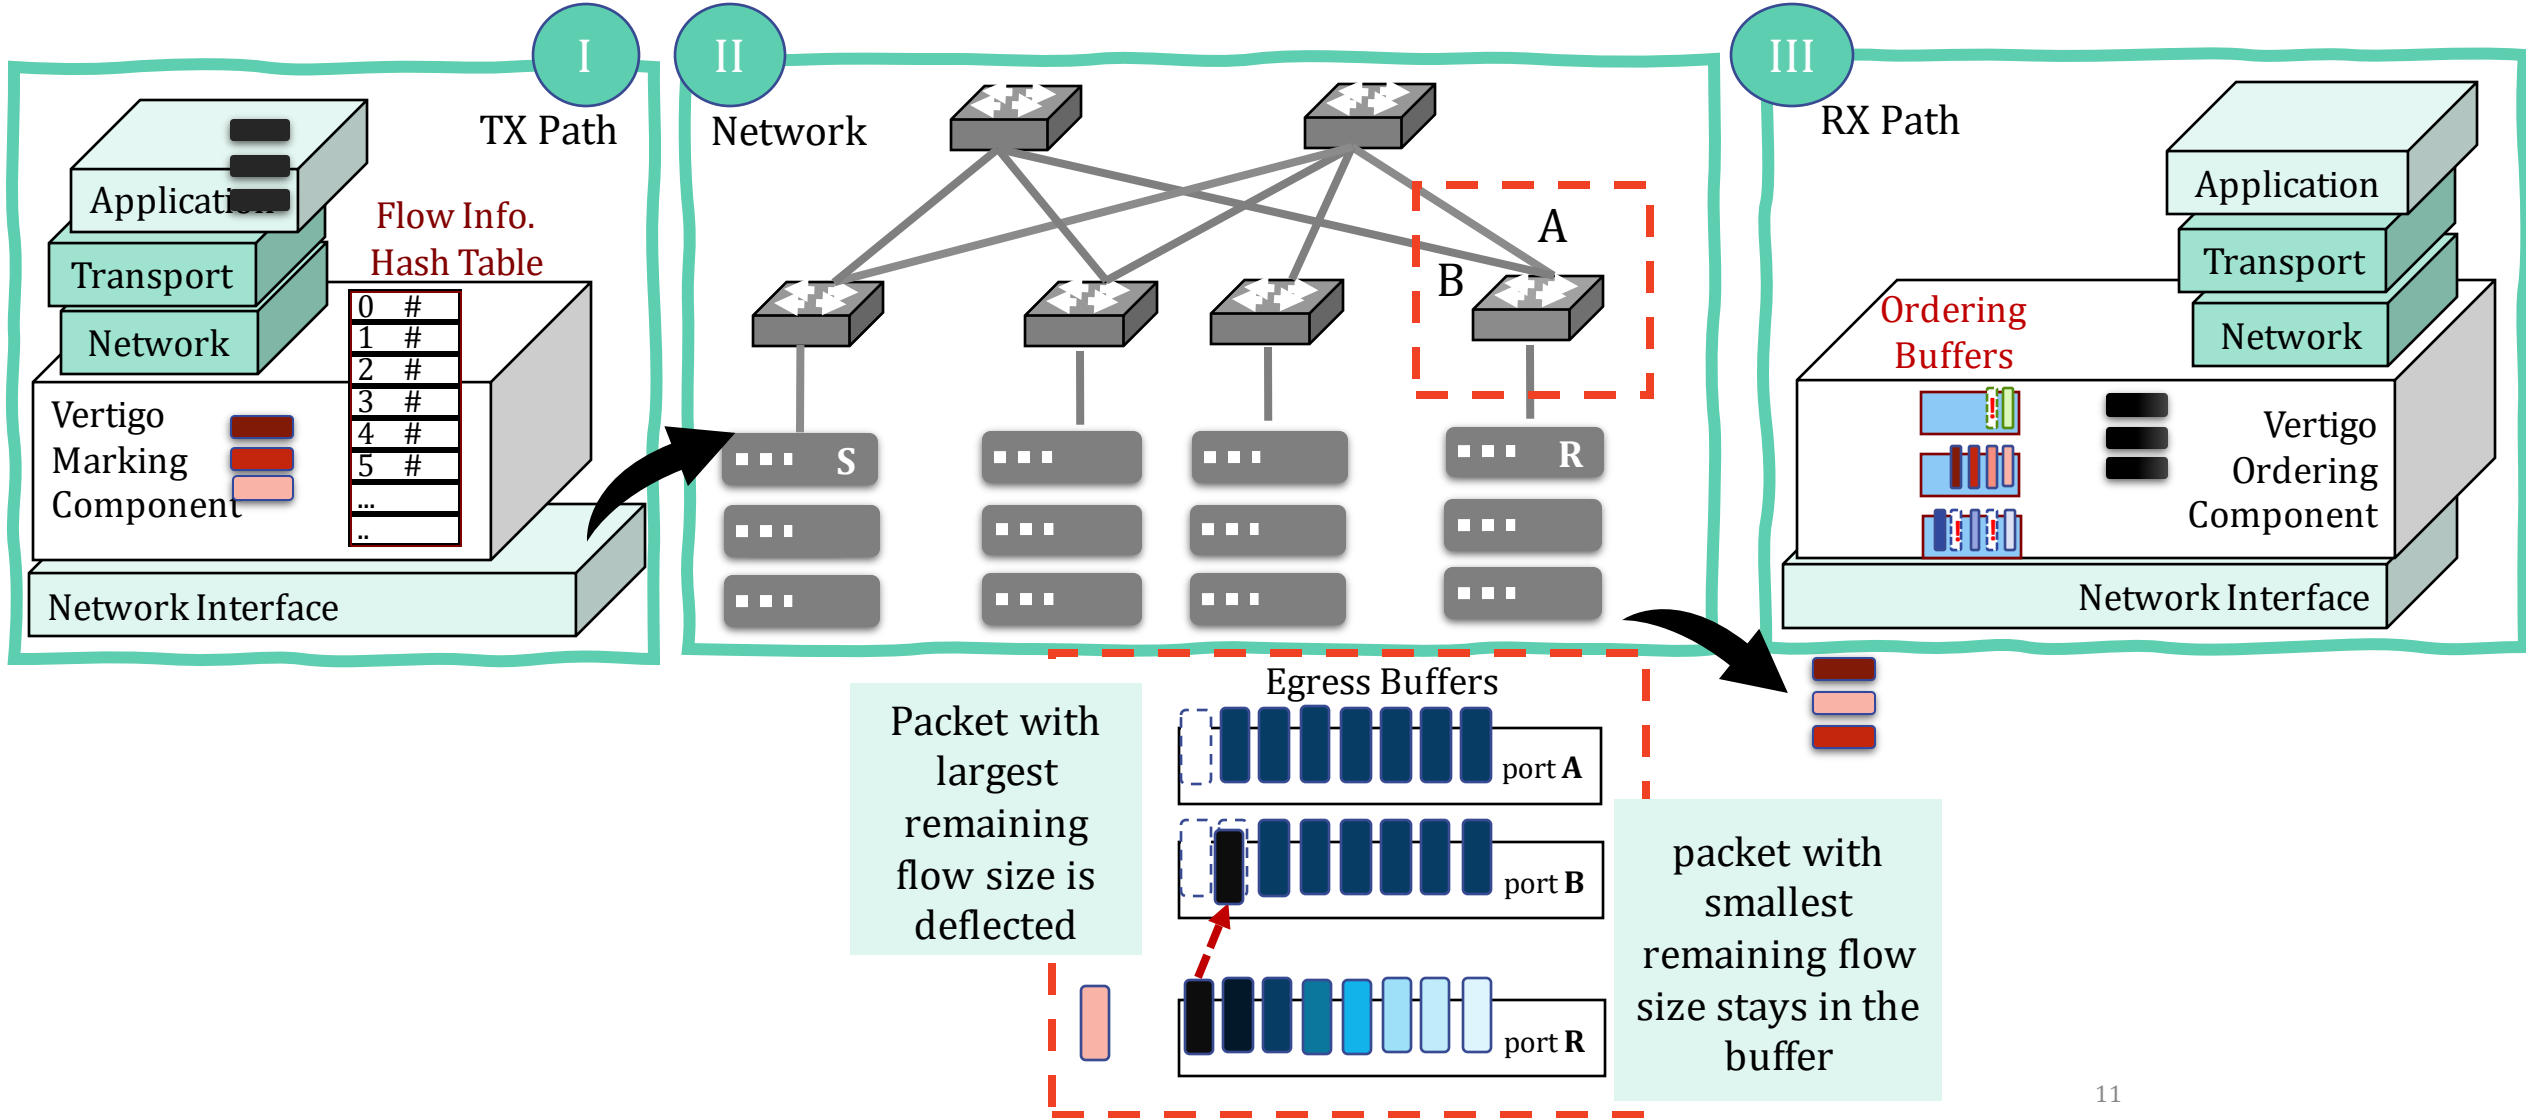 I
TX Path
Application
Transport
Network
Flow Info.
Hash Table
0 #
1 #
2 #
3 #
4 #
5 #
...
..
Vertigo
Marking
Component
Network Interface
II
Network
A
B
S
R
III
RX Path
Application
Transport
Network
Ordering
Buffers
!
! !
Vertigo
Ordering
Component
Network Interface
Egress Buffers
port A
port B
port R
Packet with
largest
remaining
flow size is
deflected
packet with
smallest
remaining flow
size stays in the
buffer
11